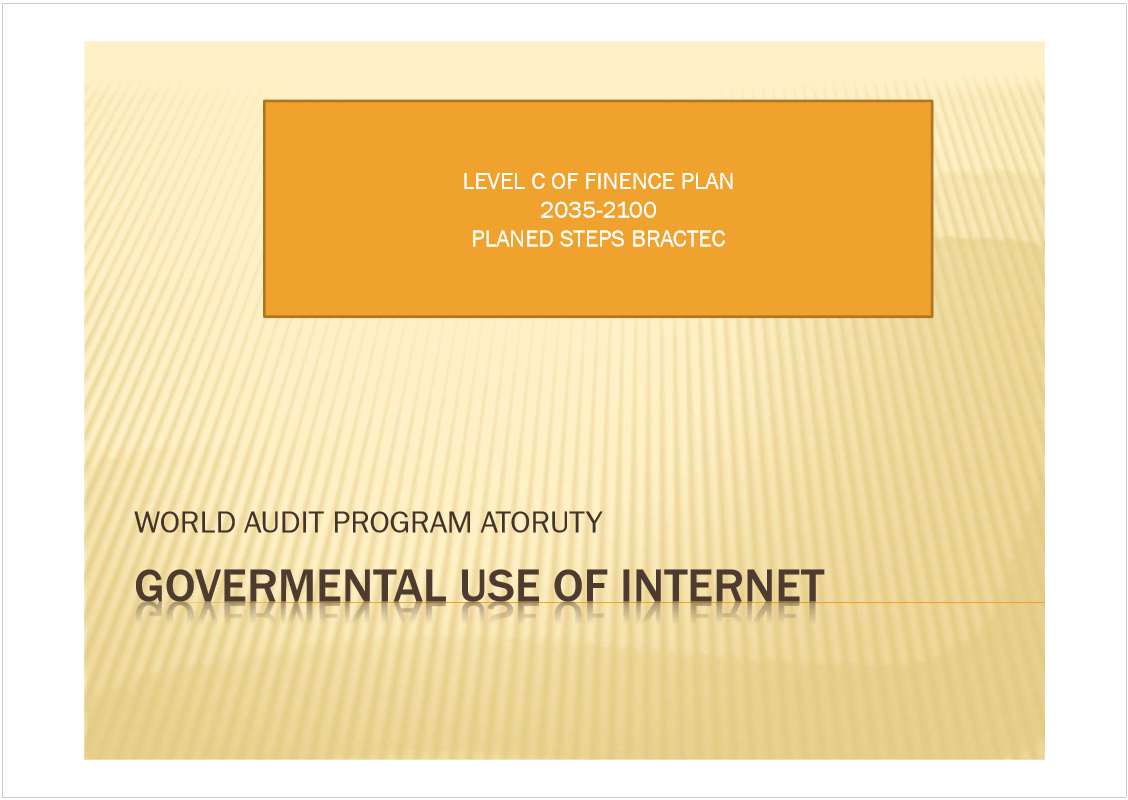 LEVEL C OF FINENCE PLAN
2035-2100
PLANED STEPS BRACTEC
WORLD AUDIT PROGRAM ATORUTY
GOVERMENTAL USE OF INTERNET